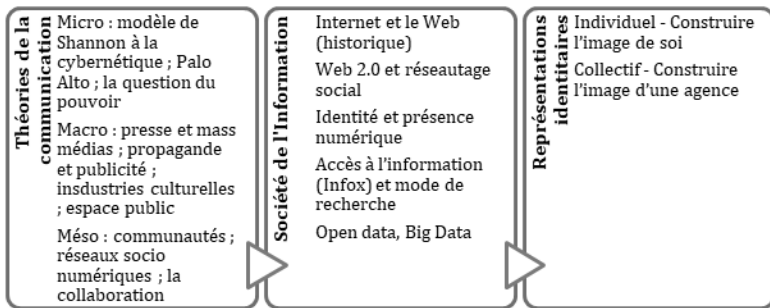 Théories de la
communication
Micro : modèle de
Shannon à la
cybernétique ; Palo
Alto ; la question du
pouvoir
Macro : presse et mass
médias ; propagande
et publicité ;
insdustries culturelles
; espace public
Méso : communautés ;
réseaux socio
numériques ; la
collaboration
Société de l'Information
Internet et le Web
(historique)
Web 2.0 et réseautage
social
Identité et présence
numérique
Accès à l'information
(Infox) et mode de
recherche
Open data, Big Data
Représentations
identitaires
Individuel - Construire
l'image de soi
Collectif - Construire
l'image d'une agence